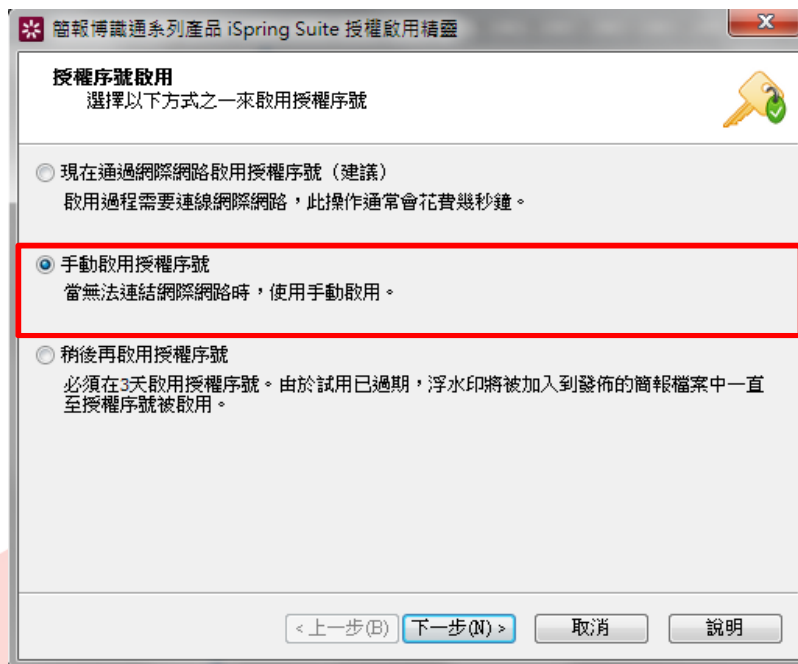 簡報博識通系列產品 iSpring Suite 授權啟用精靈
授權序號啟用
選擇以下方式之一來啟用授權序號
現在通過網際網路啟用授權序號（建議）
啟用過程需要連線網際網路，此操作通常會花費幾秒鐘。
手動啟用授權序號
當無法連結網際網路時，使用手動啟用。
稍後再啟用授權序號
必須在3天啟用授權序號。由於試用已過期，浮水印將被加入到發佈的簡報檔案中一直
至授權序號被啟用。
<上一步(B) 下一步(N)> 取消 說明